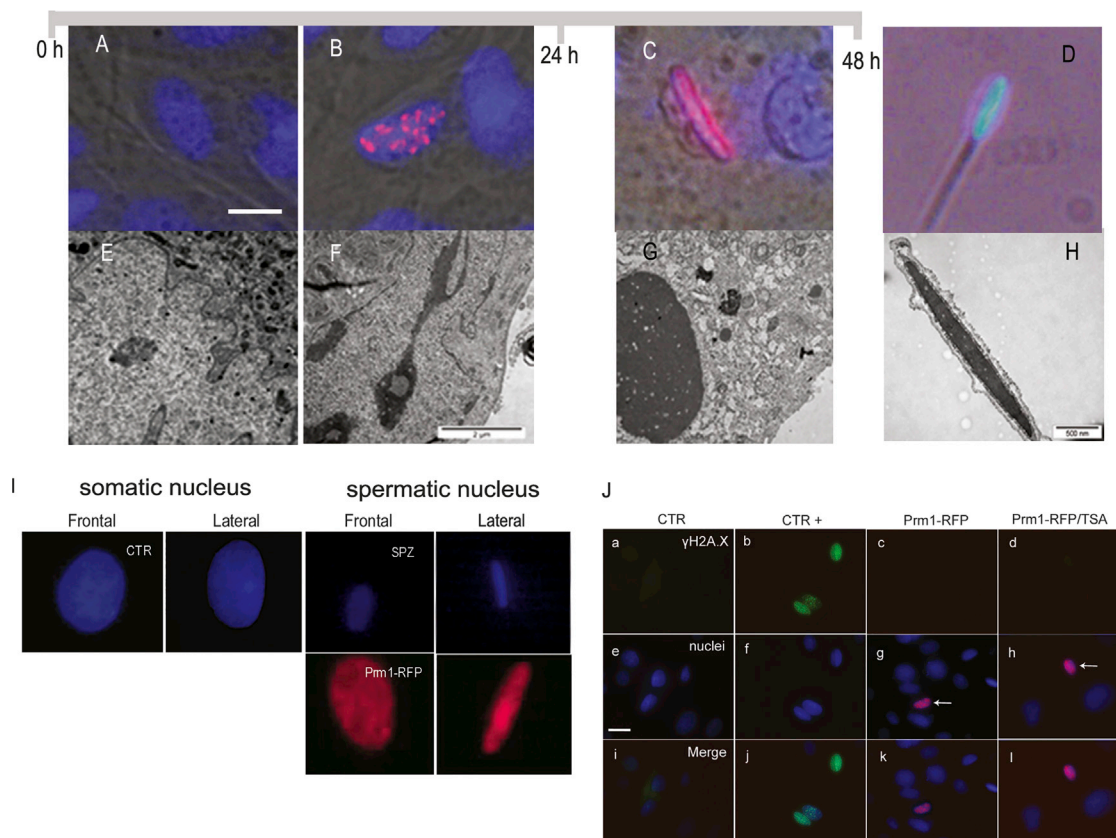 0 h
24 h
48 h
A
B
C
D
E
F
G
H
2 µm
500 nm
I
somatic nucleus
spermatic nucleus
Frontal
Lateral
Frontal
Lateral
CTR
SPZ
Prm1-RFP
J
CTR
CTR +
Prm1-RFP
Prm1-RFP/TSA
a
γH2A.X
b
c
d
e
nuclei
f
g
h
i
Merge
j
k
l